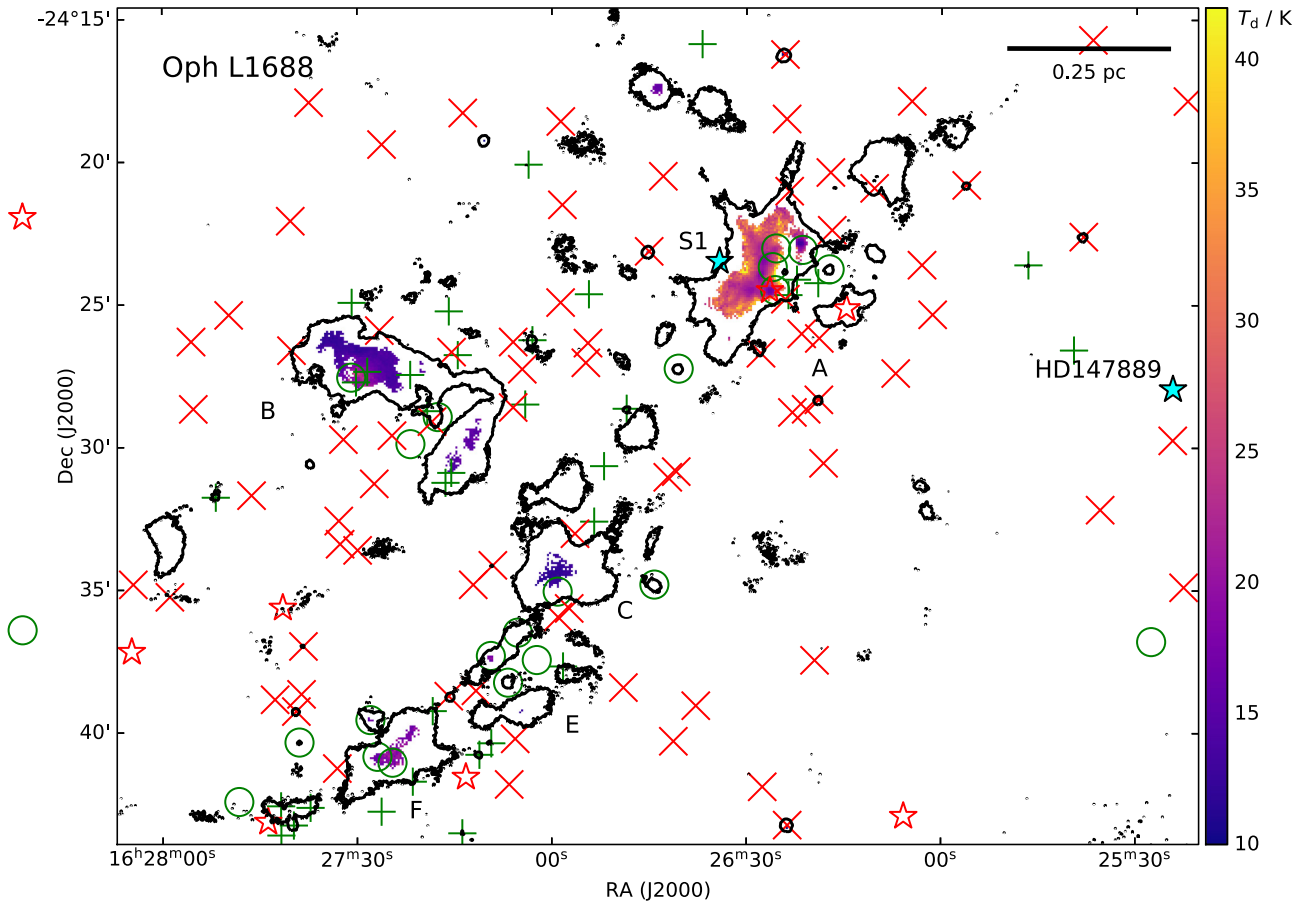 -24°15'
20'
25'
30'
35'
40'
Dec (J2000)
Oph L1688
0.25 pc
S1
A
HD147889
B
C
E
F
16ʰ28ᵐ00ˢ
27ᵐ30ˢ
00ˢ
26ᵐ30ˢ
00ˢ
25ᵐ30ˢ
RA (J2000)
T_d / K
40
35
30
25
20
15
10